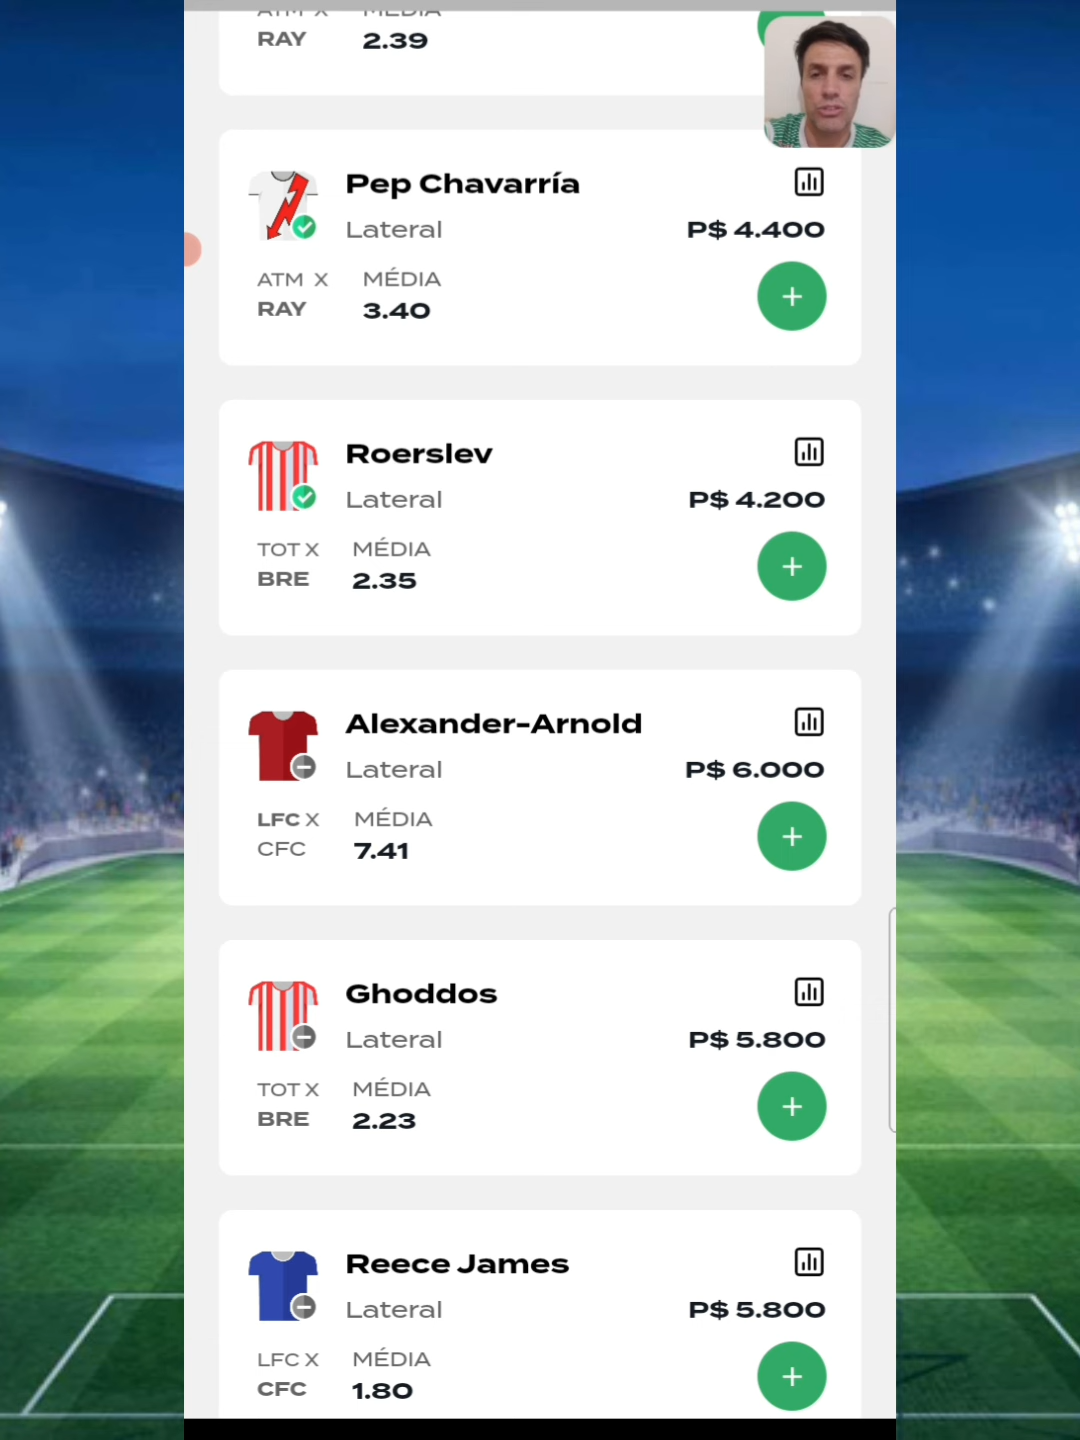 ATM X MÉDIA
RAY 2.39
Pep Chavarría
Lateral P$ 4.400
ATM X MÉDIA
RAY 3.40
Roerslev
Lateral P$ 4.200
TOT X MÉDIA
BRE 2.35
Alexander-Arnold
Lateral P$ 6.000
LFC X MÉDIA
CFC 7.41
Ghoddos
Lateral P$ 5.800
TOT X MÉDIA
BRE 2.23
Reece James
Lateral P$ 5.800
LFC X MÉDIA
CFC 1.80